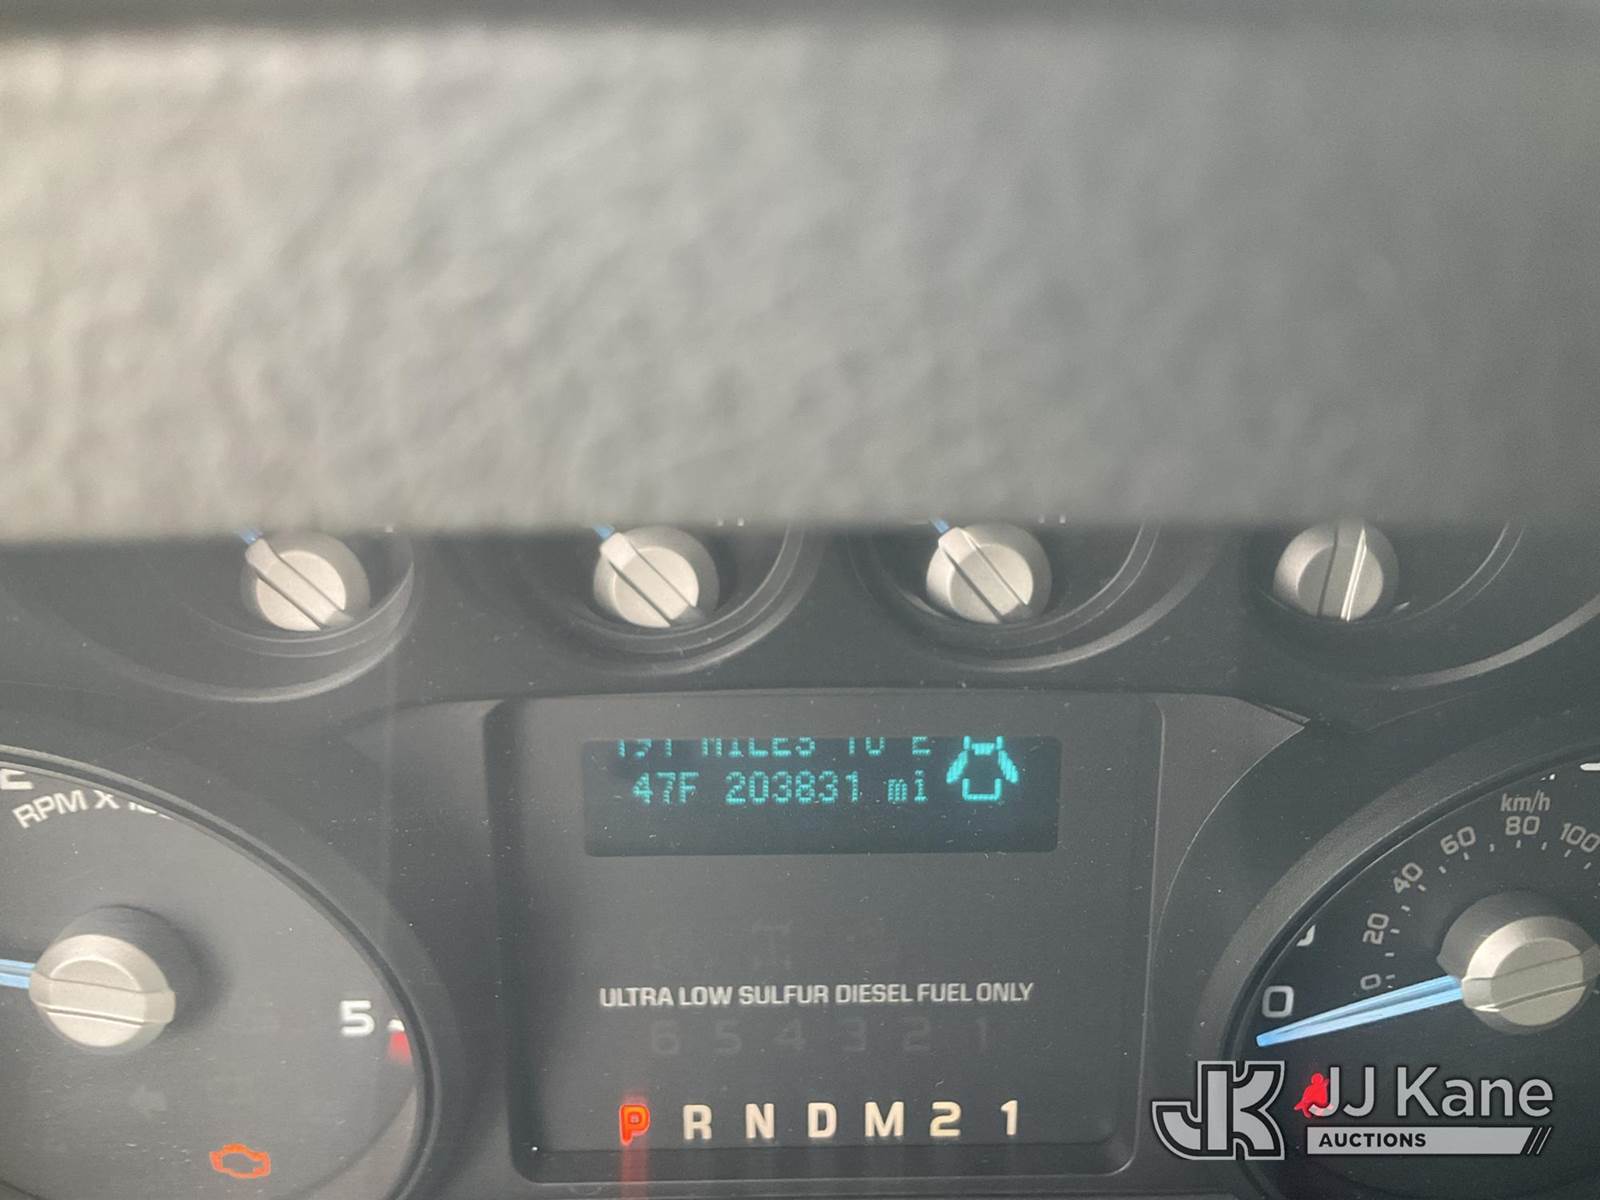 MILES TO E
47F 203831 mi
RPM X
5
km/h
0 20 40 60 80 100
0
ULTRA LOW SULFUR DIESEL FUEL ONLY
6 5 4 3 2 1
P R N D M 2 1
JK JJ Kane
AUCTIONS